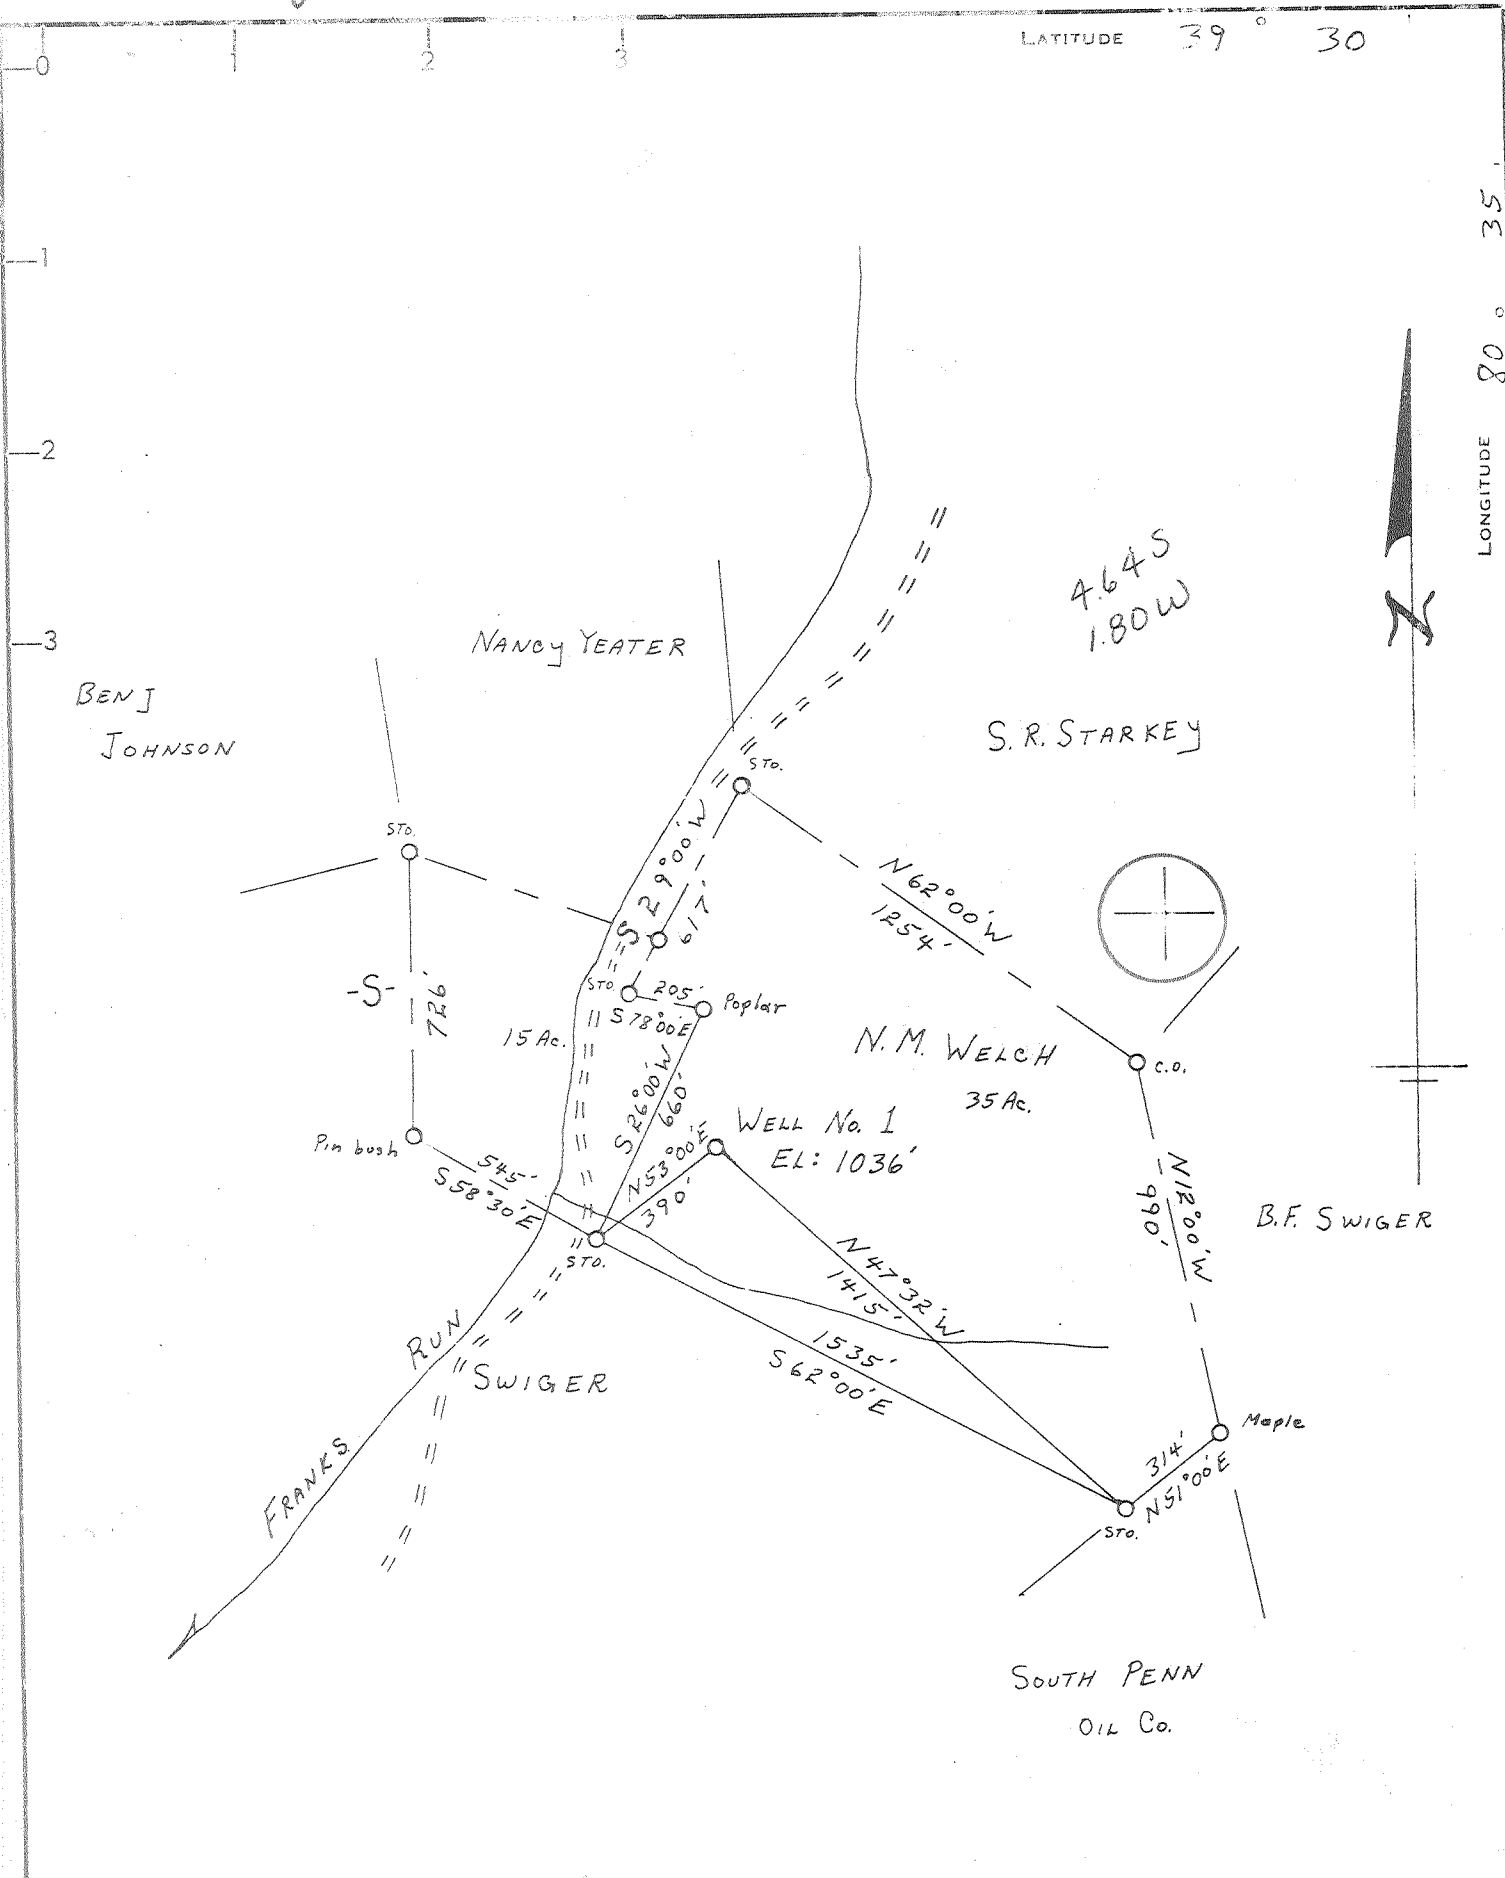 LATITUDE 39° 30
0
1
2
3
LONGITUDE 80° 35'
1
2
3
4.64 S
1.80 W
NANCY YEATER
BENJ
JOHNSON
S.R. STARKEY
STO.
STO.
S 29°00'W
617'
N62°00'W
1254'
-S-
726'
STO.
205'
S78°00'E
Poplar
15 Ac.
N.M. WELCH
35 Ac.
C.O.
S26°00'W
660'
WELL No. 1
EL: 1036'
N53°00'E
390'
Pin bush
545'
S58°30'E
STO.
N12°00'W
990'
B.F. SWIGER
N47°32'W
1415'
1535'
S62°00'E
FRANKS RUN
SWIGER
Maple
314'
N51°00'E
STO.
SOUTH PENN
OIL CO.
N